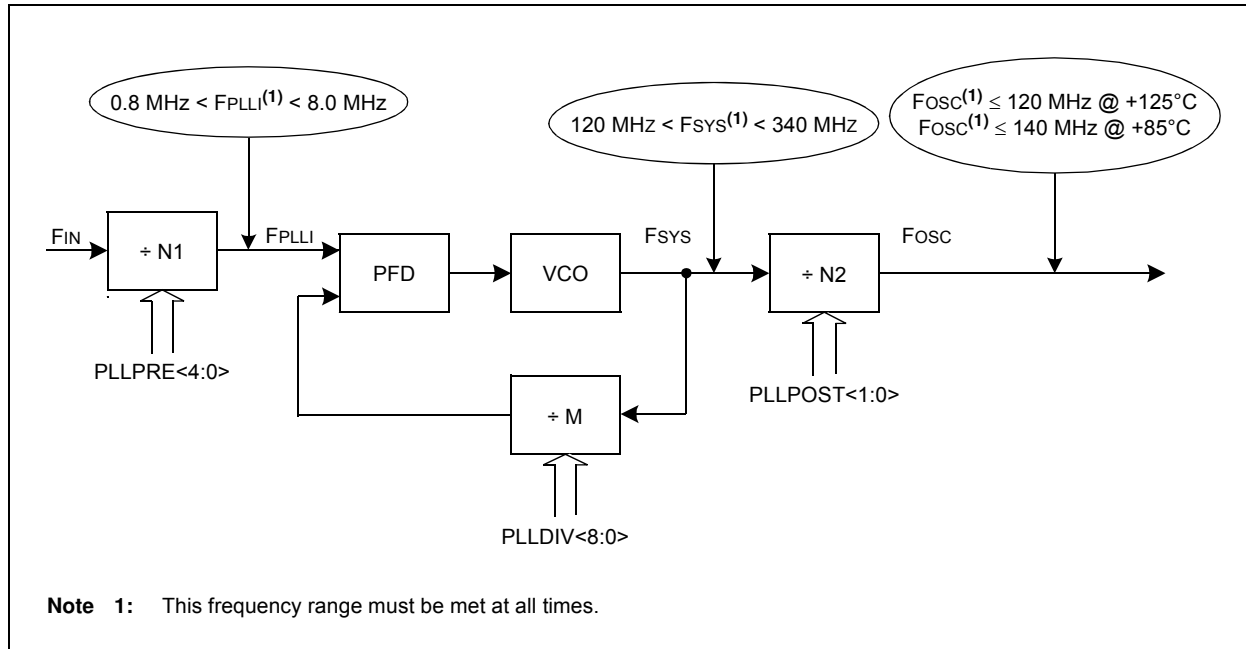 0.8 MHz < FPLLI(1) < 8.0 MHz
120 MHZ < FSYS(1) < 340 MHZ
FOSC(1) ≤ 120 MHz @ +125°C
FOSC(1) ≤ 140 MHz @ +85°C
FIN
÷ N1
FPLLI
PFD
VCO
FSYS
÷ N2
FOSC
PLLPRE<4:0>
÷ M
PLLPOST<1:0>
PLLDIV<8:0>
Note 1: This frequency range must be met at all times.